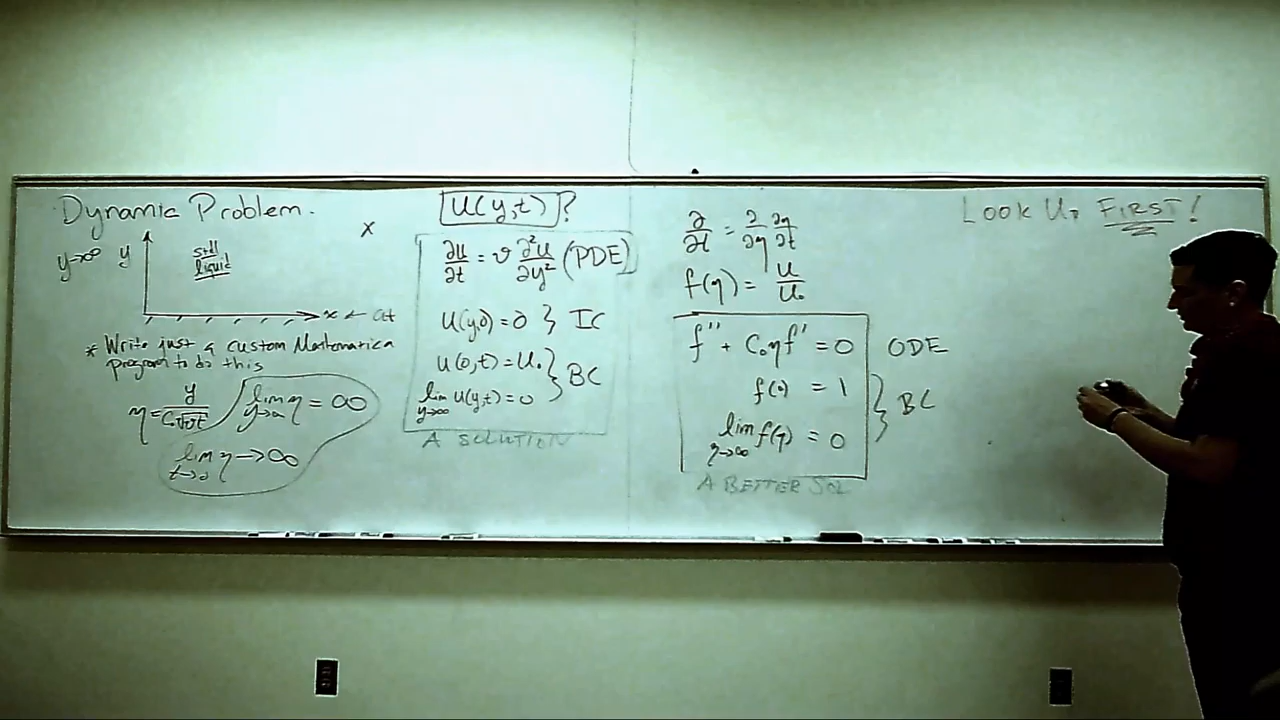 Dynamic Problem.
y→∞ y
still
liquid
x
x ← at
* Write just a custom Mathematica
program to do this
η = y / C√νt
lim y→∞ η = ∞
lim t→0 η → ∞
U(y,t)?
∂u/∂t = ν ∂²u/∂y² (PDE)
u(y,0) = 0 } IC
u(0,t) = U₀
lim y→∞ u(y,t) = 0 } BC
A SOLUTION
∂/∂t = ∂/∂η ∂η/∂t
f(η) = u/U₀
f'' + C₀ηf' = 0 ODE
f(0) = 1
lim η→∞ f(η) = 0 } BC
A BETTER SOL
Look Up FIRST!